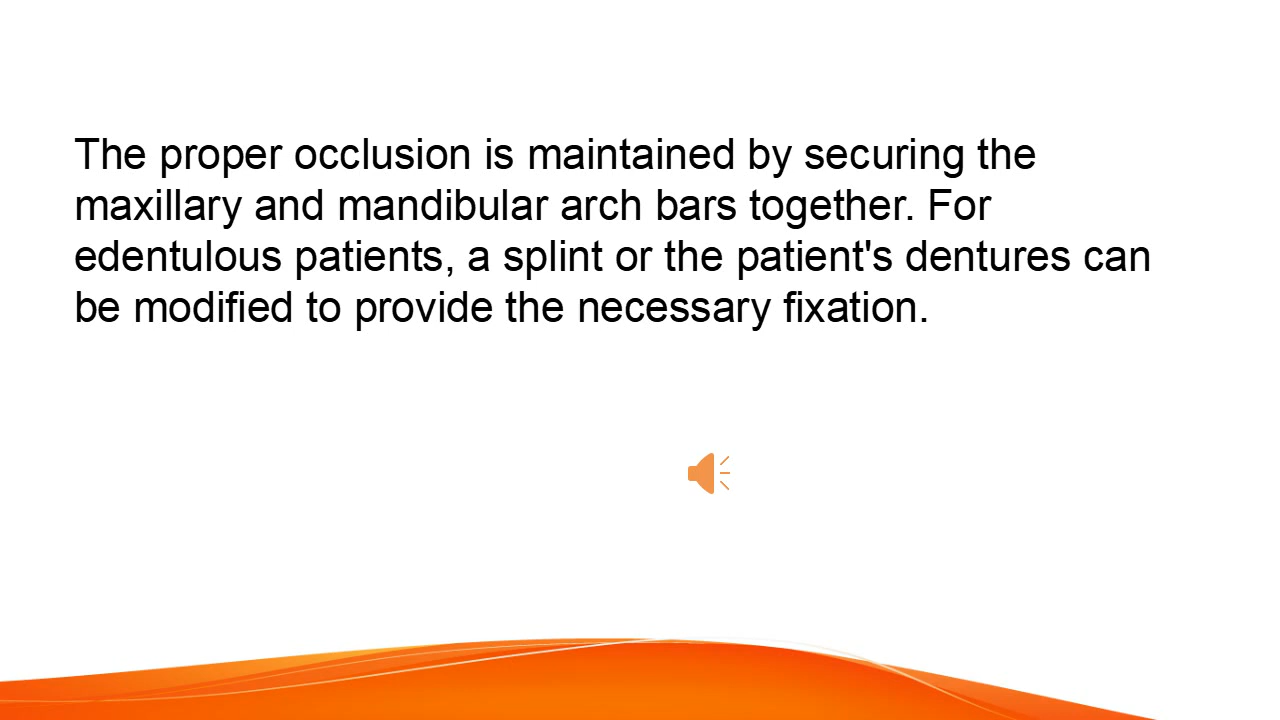 The proper occlusion is maintained by securing the
maxillary and mandibular arch bars together. For
edentulous patients, a splint or the patient's dentures can
be modified to provide the necessary fixation.